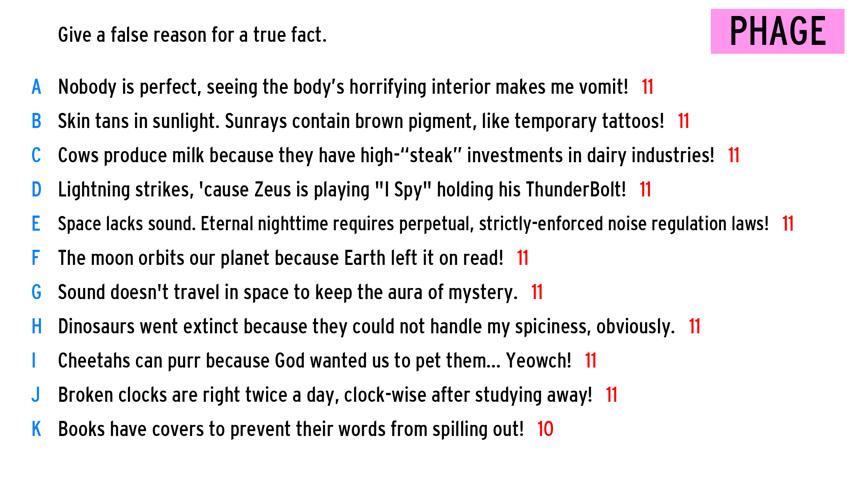 Give a false reason for a true fact.
PHAGE
A Nobody is perfect, seeing the body's horrifying interior makes me vomit! 11
B Skin tans in sunlight. Sunrays contain brown pigment, like temporary tattoos! 11
C Cows produce milk because they have high-“steak” investments in dairy industries! 11
D Lightning strikes, 'cause Zeus is playing "I Spy" holding his ThunderBolt! 11
E Space lacks sound. Eternal nighttime requires perpetual, strictly-enforced noise regulation laws! 11
F The moon orbits our planet because Earth left it on read! 11
G Sound doesn't travel in space to keep the aura of mystery. 11
H Dinosaurs went extinct because they could not handle my spiciness, obviously. 11
I Cheetahs can purr because God wanted us to pet them... Yeowch! 11
J Broken clocks are right twice a day, clock-wise after studying away! 11
K Books have covers to prevent their words from spilling out! 10